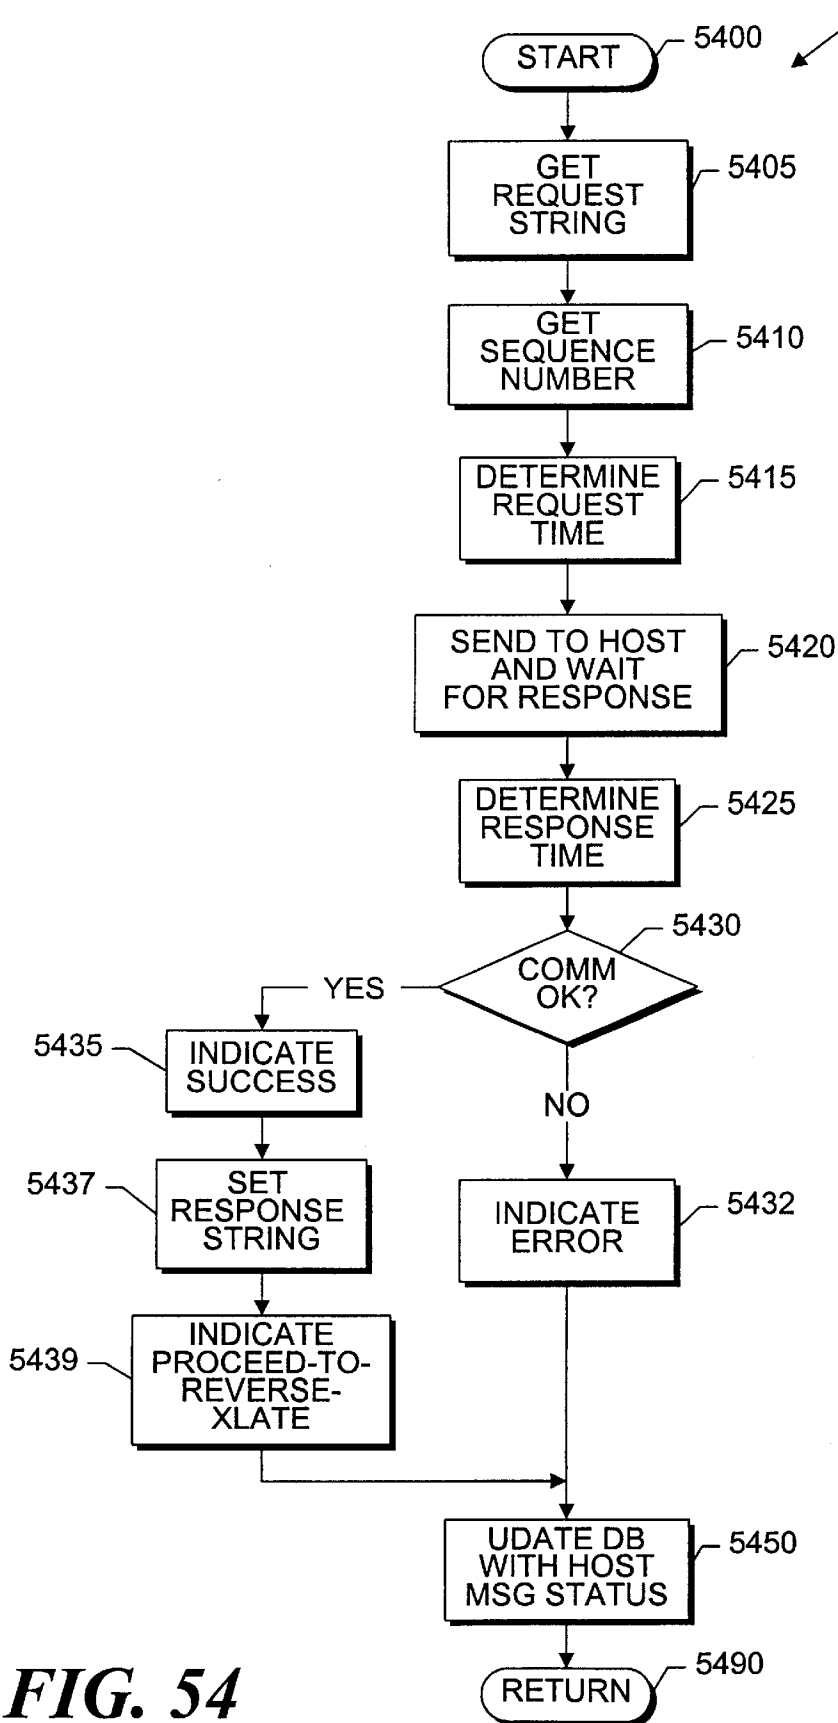 START
5400
GET
REQUEST
STRING
5405
GET
SEQUENCE
NUMBER
5410
DETERMINE
REQUEST
TIME
5415
SEND TO HOST
AND WAIT
FOR RESPONSE
5420
DETERMINE
RESPONSE
TIME
5425
COMM
OK?
5430
YES
5435
INDICATE
SUCCESS
NO
5437
SET
RESPONSE
STRING
INDICATE
ERROR
5432
5439
INDICATE
PROCEED-TO-
REVERSE-
XLATE
UDATE DB
WITH HOST
MSG STATUS
5450
RETURN
5490
FIG. 54